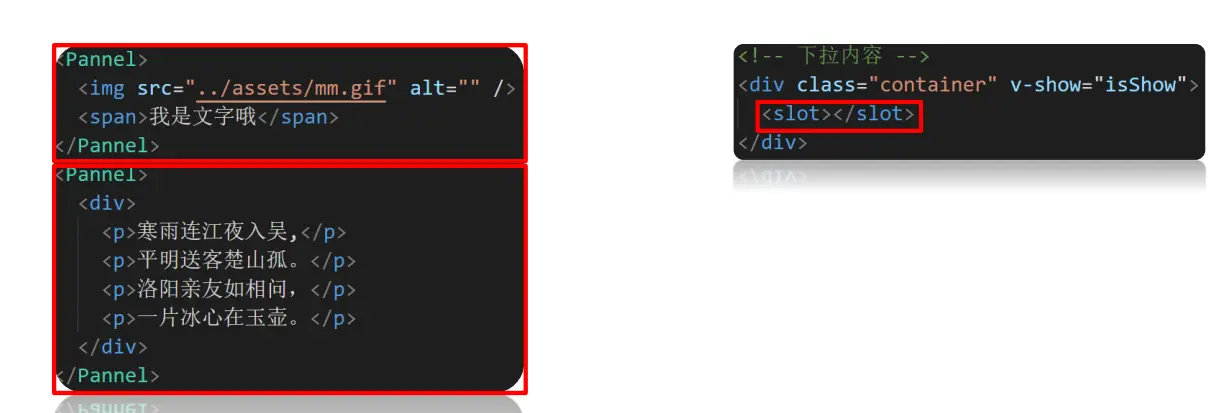 <Pannel>
<img src="../assets/mm.gif" alt="" />
<span>我是文字哦</span>
</Pannel>
<Pannel>
<div>
<p>寒雨连江夜入吴,</p>
<p>平明送客楚山孤。</p>
<p>洛阳亲友如相问，</p>
<p>一片冰心在玉壶。</p>
</div>
</Pannel>
<!-- 下拉内容 -->
<div class="container" v-show="isShow">
<slot></slot>
</div>